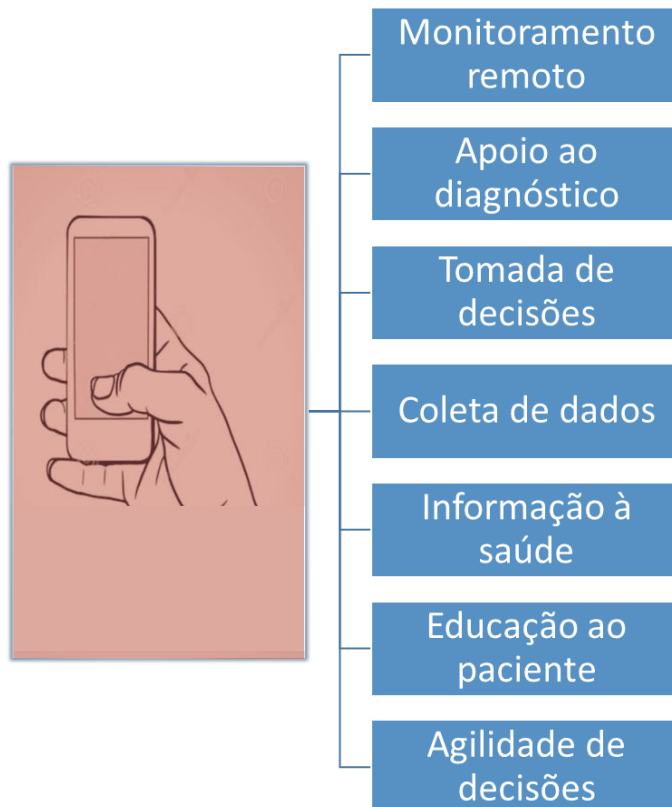 Monitoramento
remoto
Apoio ao
diagnóstico
Tomada de
decisões
Coleta de dados
Informação à
saúde
Educação ao
paciente
Agilidade de
decisões